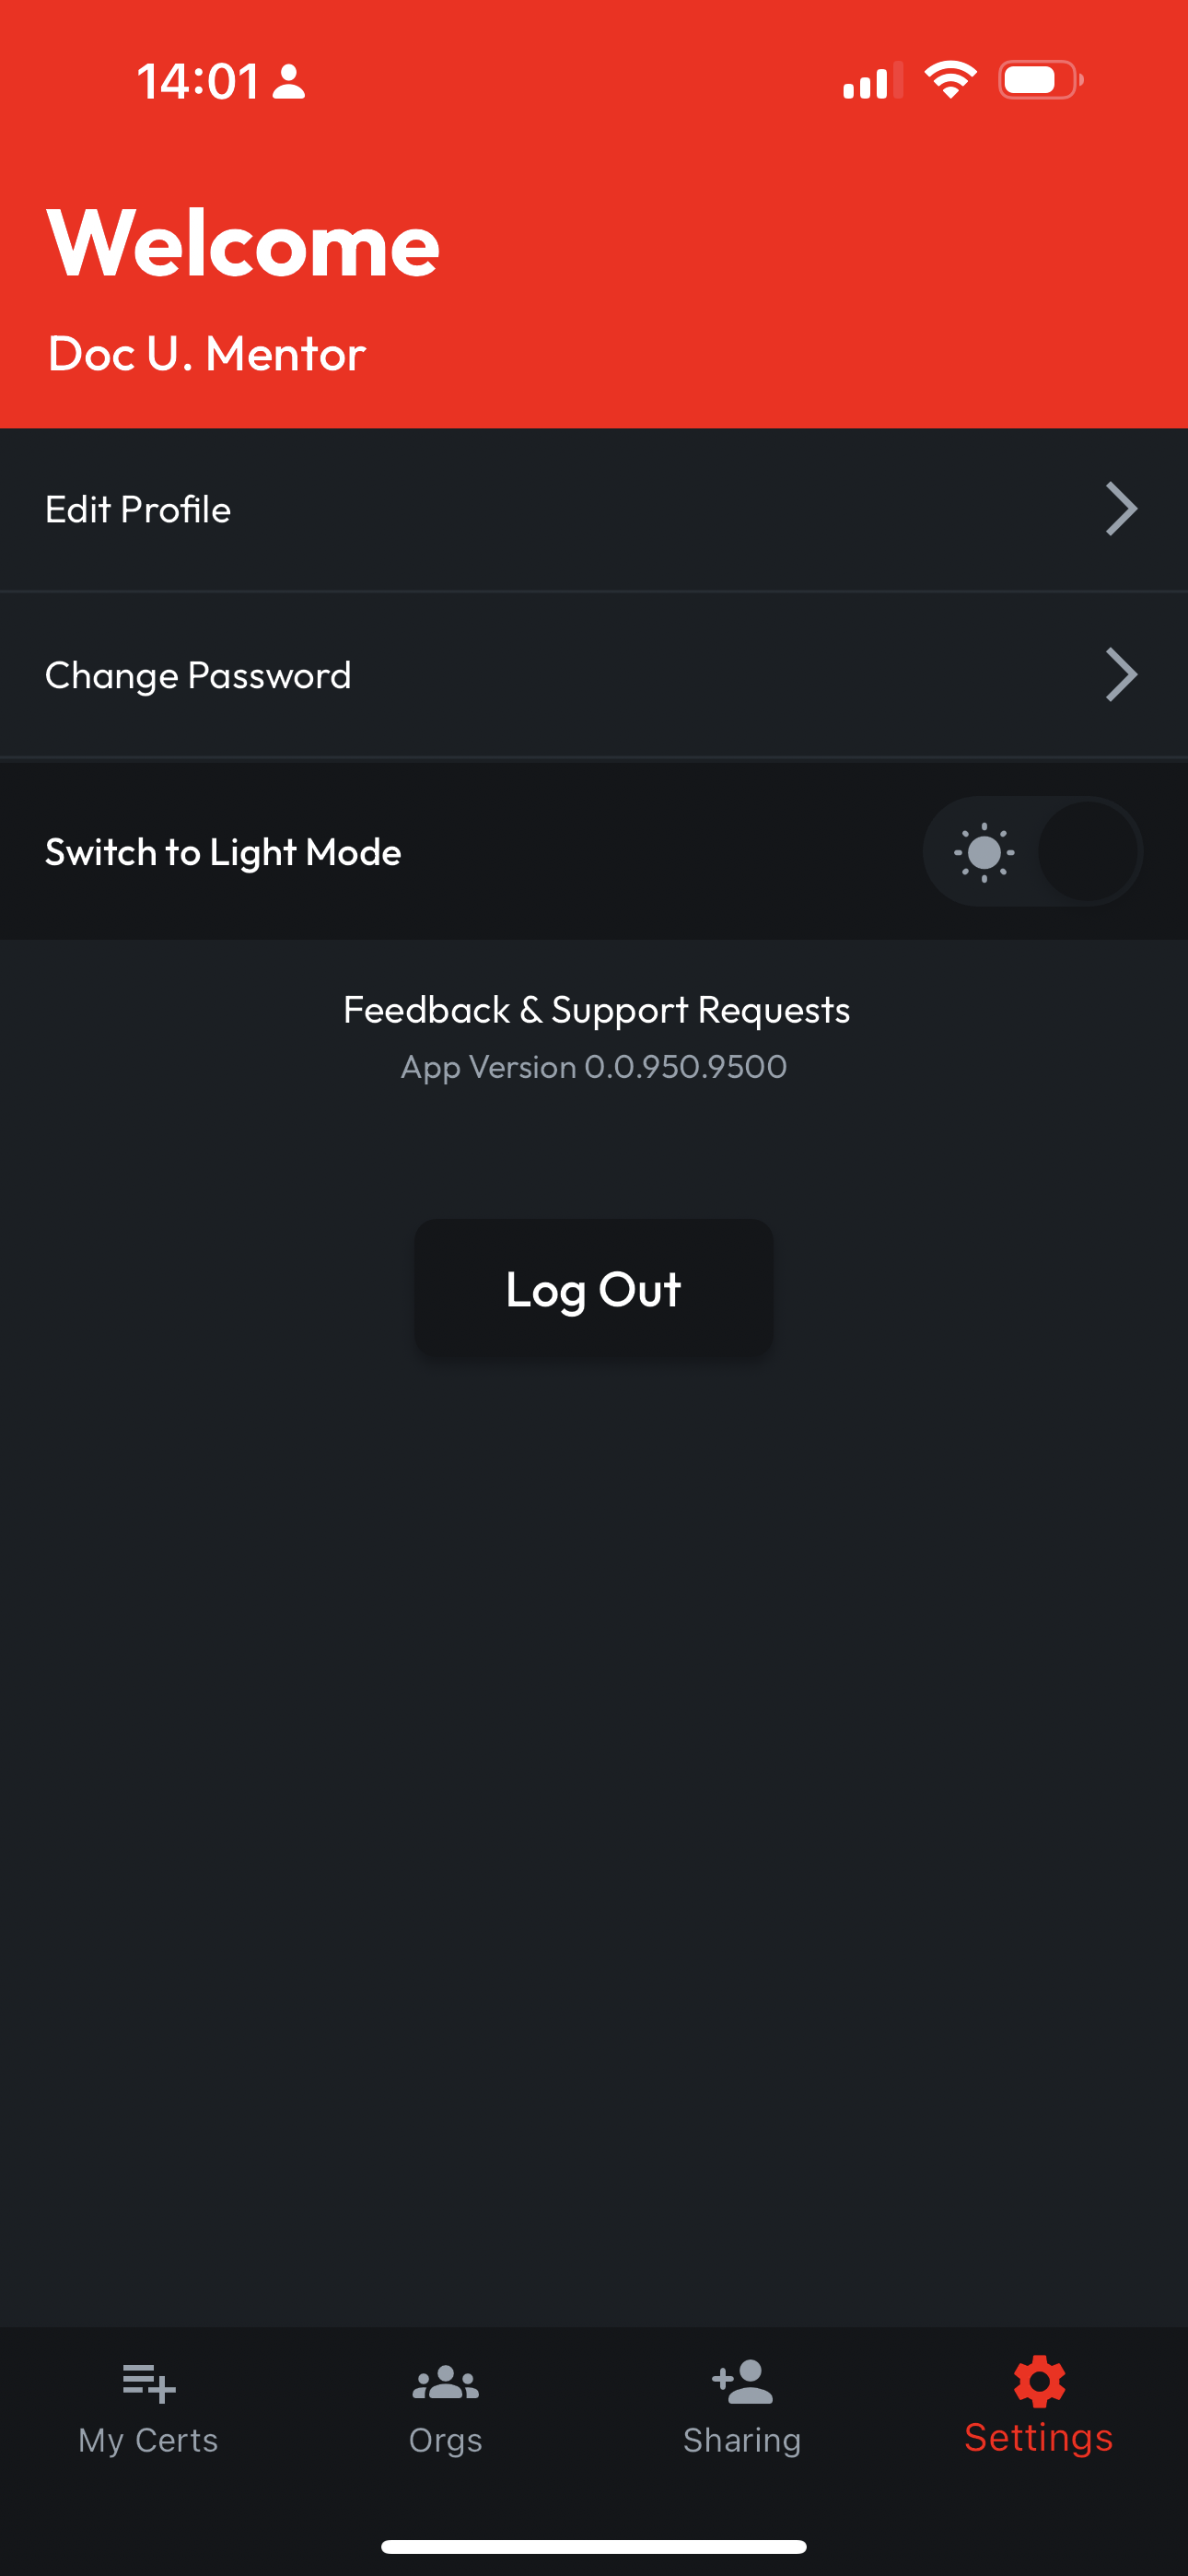 14:01
Welcome
Doc U. Mentor
Edit Profile
Change Password
Switch to Light Mode
Feedback & Support Requests
App Version 0.0.950.9500
Log Out
My Certs
Orgs
Sharing
Settings